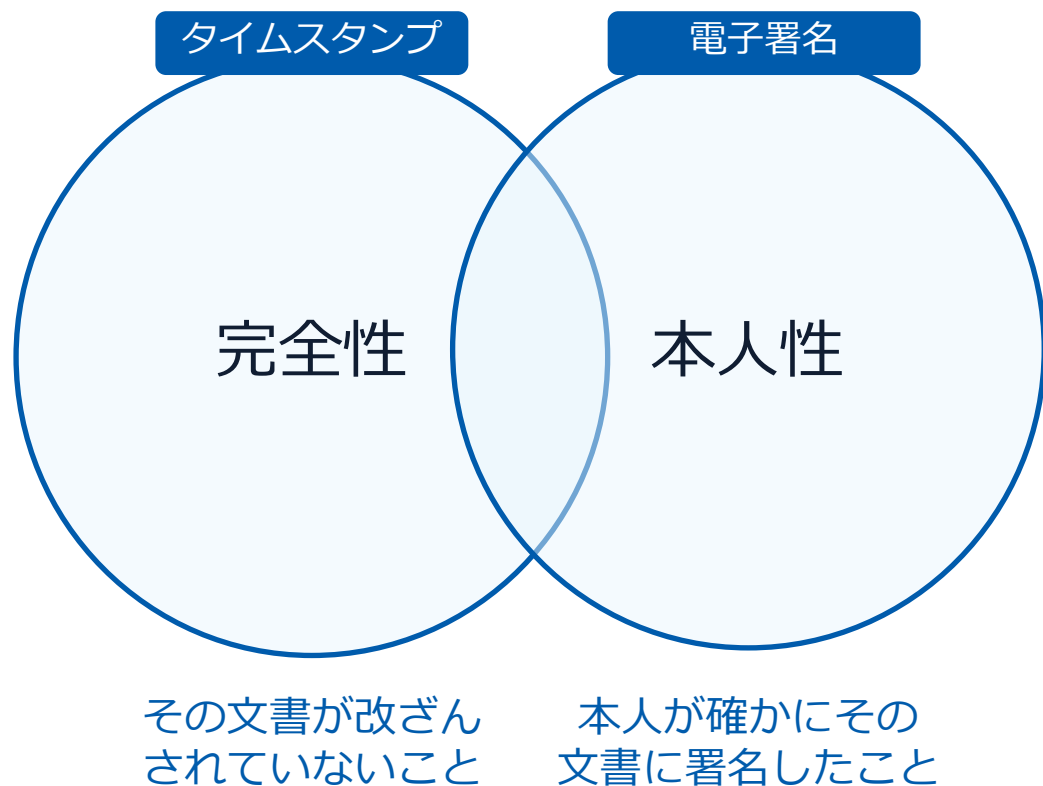 タイムスタンプ
電子署名
完全性
本人性
その文書が改ざん
されていないこと
本人が確かにその
文書に署名したこと